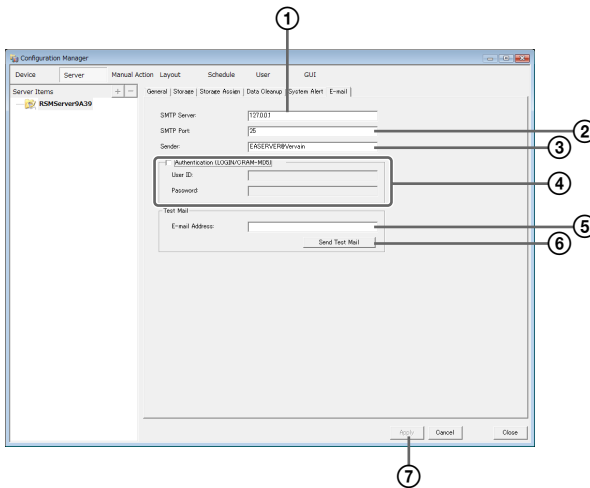 ①
Configuration Manager
Device Server Manual Action Layout Schedule User GUI
Server Items + −
General | Storage | Storage Assign | Data Cleanup | System Alert | E-mail |
RSMServer9A39
SMTP Server: 127.0.0.1
SMTP Port: 25 ②
Sender: EASERVER@Vervain ③
Authentication (LOGIN/CRAM-MD5)
User ID: ④
Password:
Test Mail
E-mail Address: ⑤
Send Test Mail ⑥
Apply Cancel Close
⑦